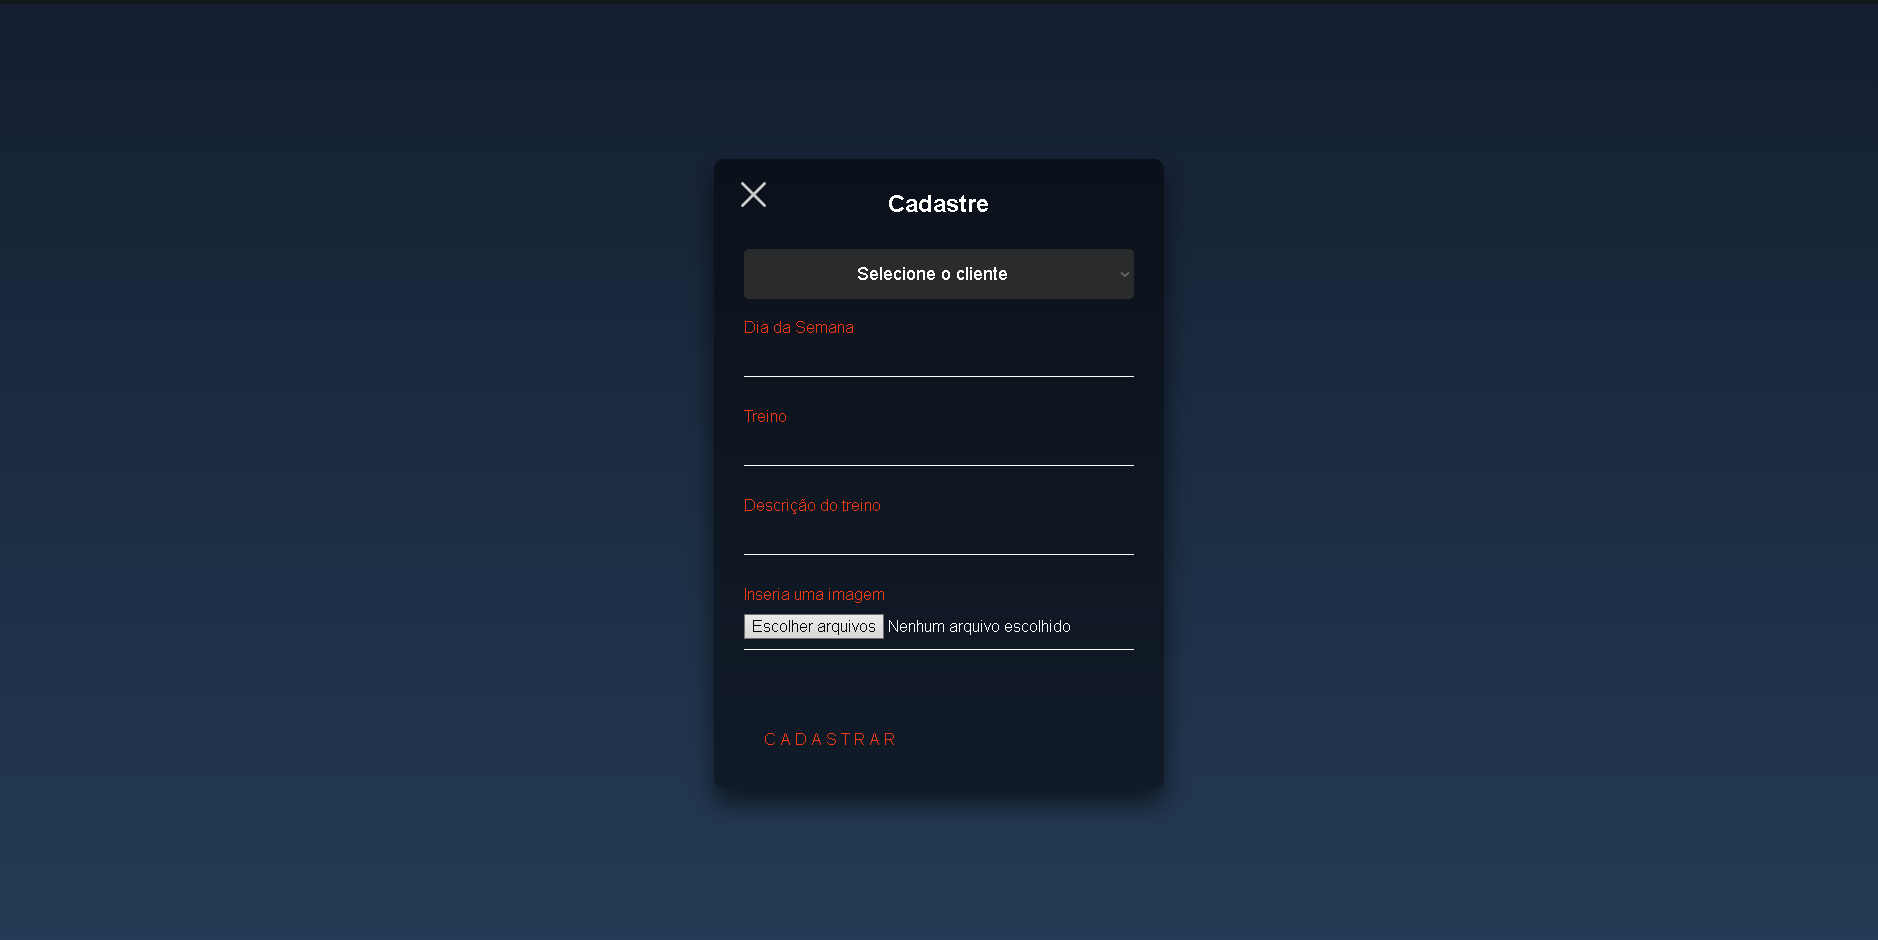 Cadastre
Selecione o cliente
Dia da Semana
Treino
Descrição do treino
Inseria uma imagem
Escolher arquivos Nenhum arquivo escolhido
CADASTRAR